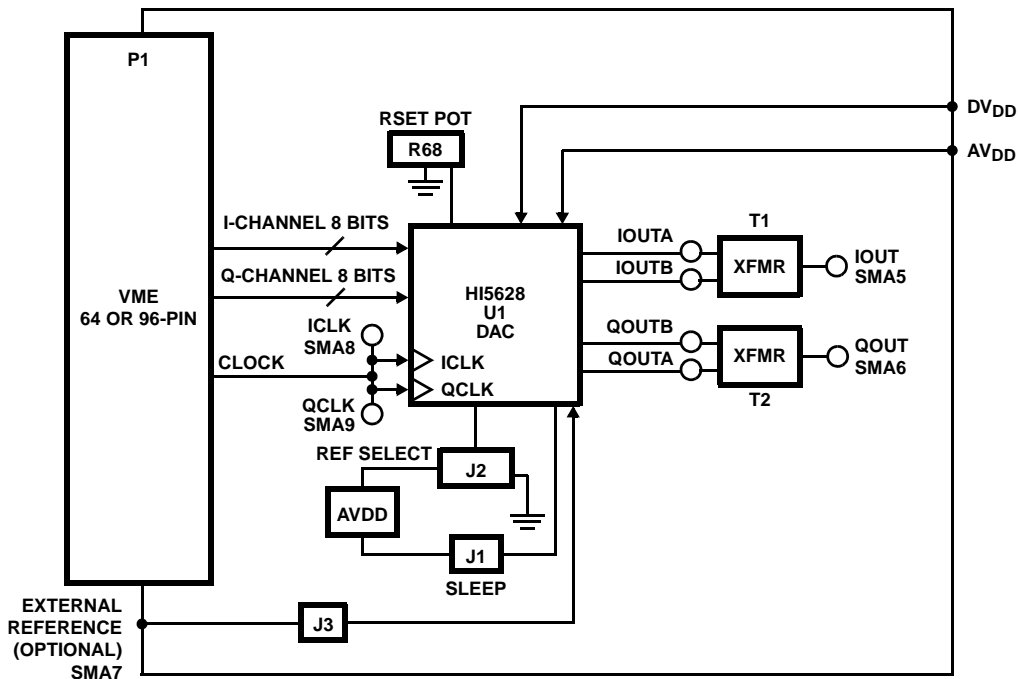 P1
DVDD
AVDD
RSET POT
R68
I-CHANNEL 8 BITS
Q-CHANNEL 8 BITS
VME
64 OR 96-PIN
ICLK
SMA8
CLOCK
QCLK
SMA9
HI5628
U1
DAC
ICLK
QCLK
IOUTA
IOUTB
QOUTB
QOUTA
T1
XFMR
IOUT
SMA5
XFMR
T2
QOUT
SMA6
REF SELECT
J2
AVDD
J1
SLEEP
J3
EXTERNAL
REFERENCE
(OPTIONAL)
SMA7